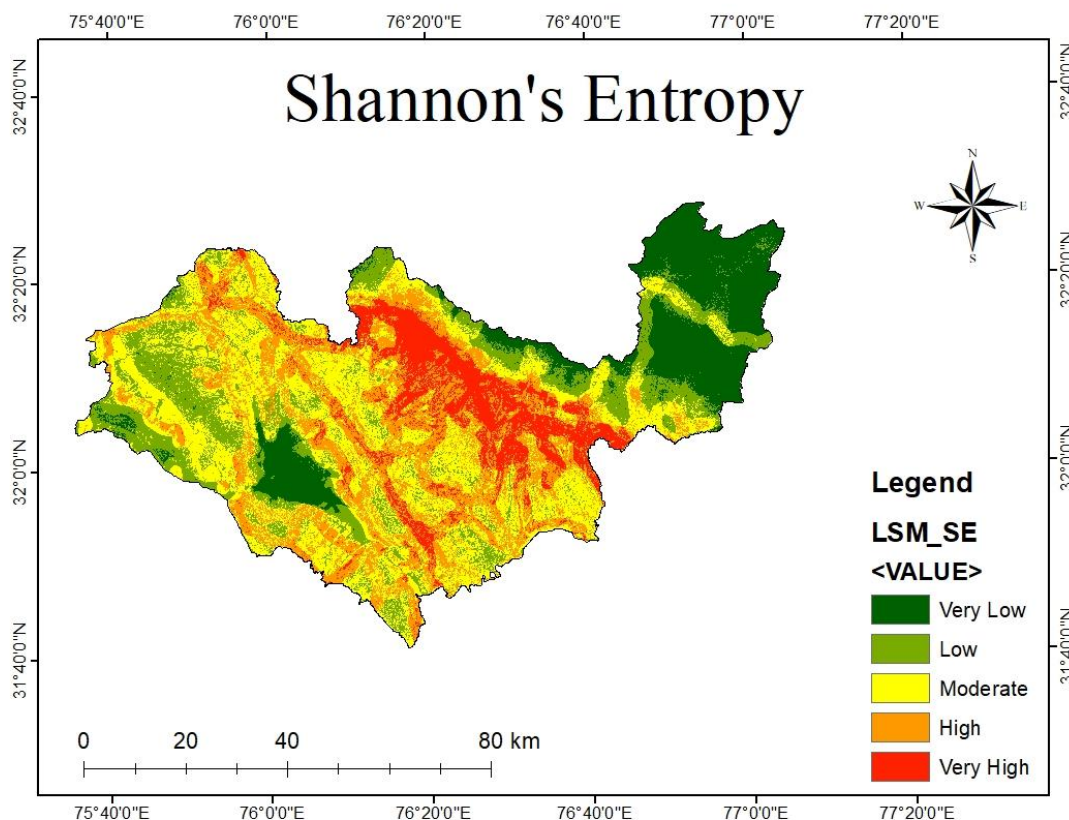 75°40'0"E 76°0'0"E 76°20'0"E 76°40'0"E 77°0'0"E 77°20'0"E
Shannon's Entropy
32°40'0"N
32°20'0"N
32°0'0"N
31°40'0"N
32°40'0"N
32°20'0"N
32°0'0"N
31°40'0"N
N
W E
S
Legend
LSM_SE
<VALUE>
Very Low
Low
Moderate
High
Very High
0 20 40 80 km
75°40'0"E 76°0'0"E 76°20'0"E 76°40'0"E 77°0'0"E 77°20'0"E